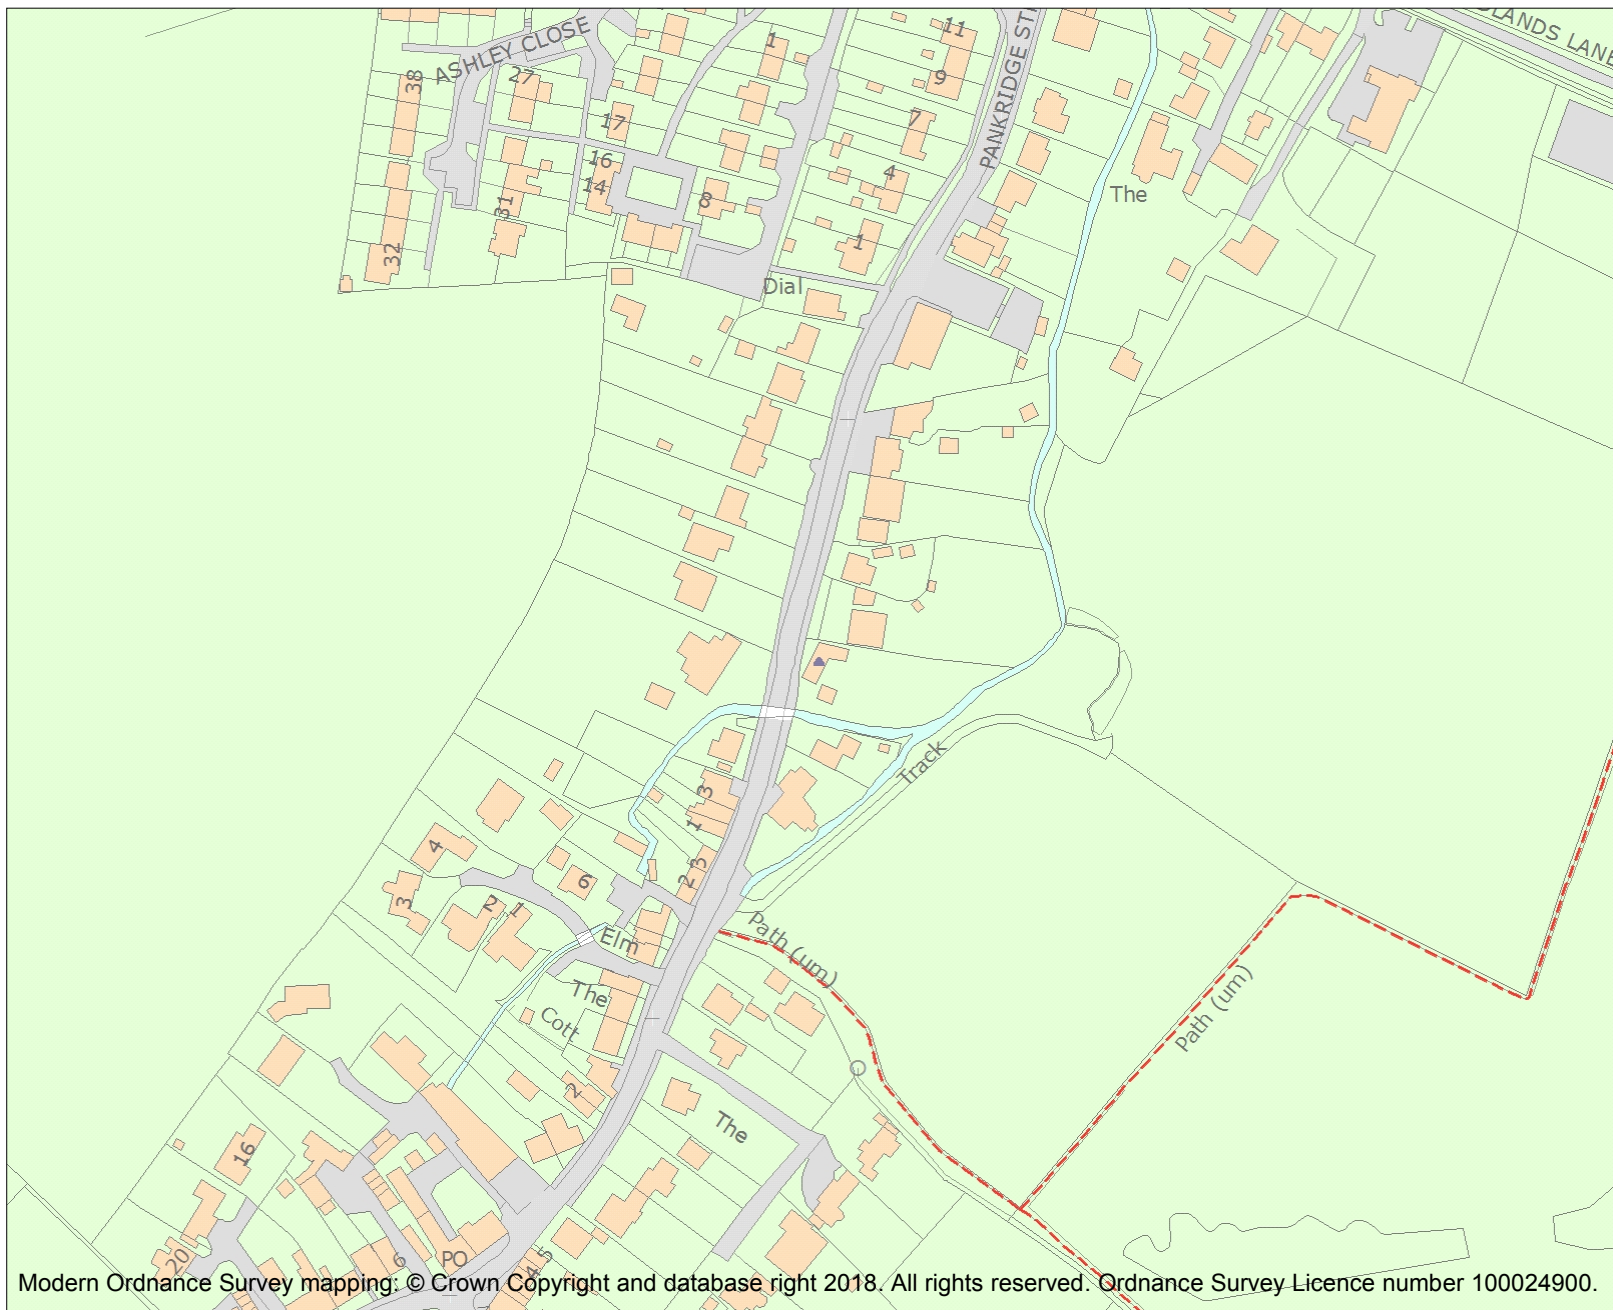 ASHLEY CLOSE
38
27
17
16
14
31
32
1
8
11
9
7
4
1
PANKRIDGE ST
LANDS LANE
The
Dial
Track
3
1
3
2
4
3
2
1
6
Elm
The
Cott
2
Path (um)
Path (um)
The
16
20
6
PO
4
5
Modern Ordnance Survey mapping: © Crown Copyright and database right 2018. All rights reserved. Ordnance Survey Licence number 100024900.